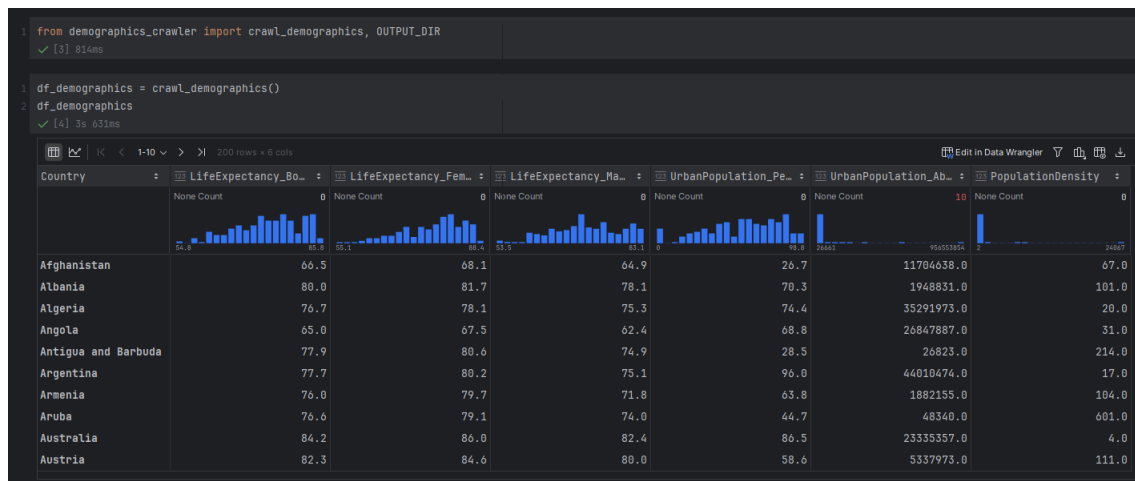 1 from demographics_crawler import crawl_demographics, OUTPUT_DIR
✓ [3] 814ms
1 df_demographics = crawl_demographics()
2 df_demographics
✓ [4] 3s 631ms
1-10 200 rows × 6 cols Edit in Data Wrangler
Country 123 LifeExpectancy_Bo… 123 LifeExpectancy_Fem… 123 LifeExpectancy_Ma… 123 UrbanPopulation_Pe… 123 UrbanPopulation_Ab… 123 PopulationDensity
None Count 0 None Count 0 None Count 0 None Count 0 None Count 10 None Count 0
54.8 85.8 55.1 88.4 53.5 83.1 0 98.8 26661 956553854 2 24067
Afghanistan 66.5 68.1 64.9 26.7 11704638.0 67.0
Albania 80.0 81.7 78.1 70.3 1948831.0 101.0
Algeria 76.7 78.1 75.3 74.4 35291973.0 20.0
Angola 65.0 67.5 62.4 68.8 26847887.0 31.0
Antigua and Barbuda 77.9 80.6 74.9 28.5 26823.0 214.0
Argentina 77.7 80.2 75.1 96.0 44010474.0 17.0
Armenia 76.0 79.7 71.8 63.8 1882155.0 104.0
Aruba 76.6 79.1 74.0 44.7 48340.0 601.0
Australia 84.2 86.0 82.4 86.5 23335357.0 4.0
Austria 82.3 84.6 80.0 58.6 5337973.0 111.0